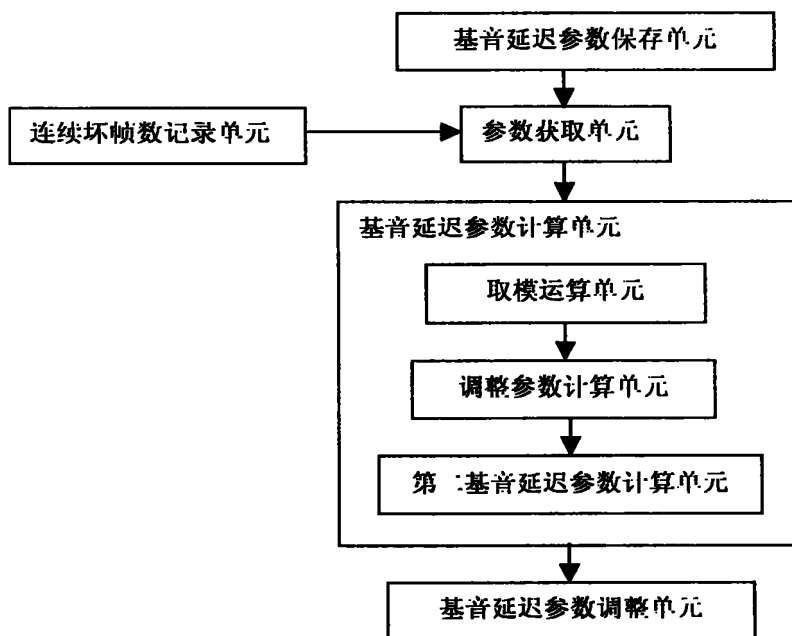 基音延迟参数保存单元
连续坏帧数记录单元
参数获取单元
基音延迟参数计算单元
取模运算单元
调整参数计算单元
第二基音延迟参数计算单元
基音延迟参数调整单元